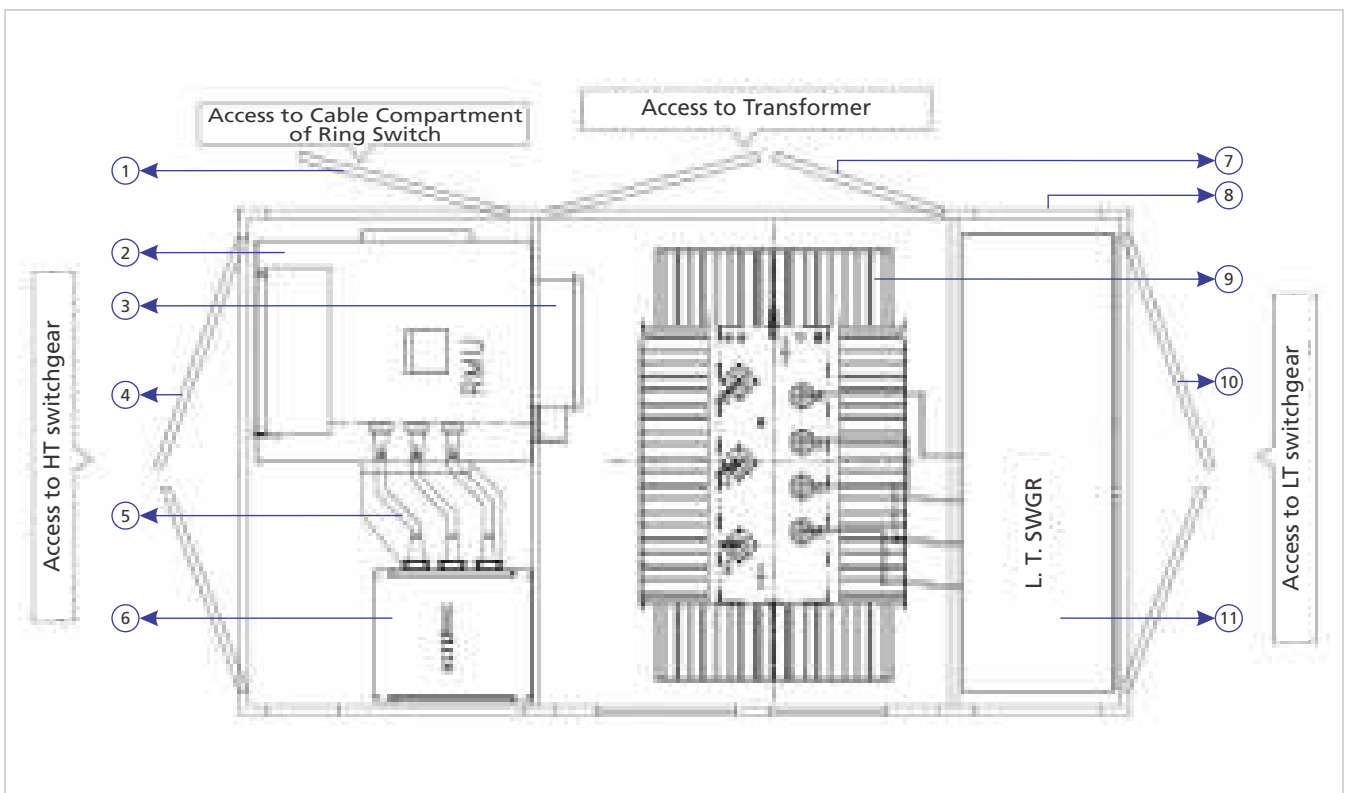 Access to Cable Compartment
of Ring Switch
Access to Transformer
1
7
8
2
9
3
RMU
Access to HT switchgear
Access to LT switchgear
4
10
5
L. T. SWGR
6
11